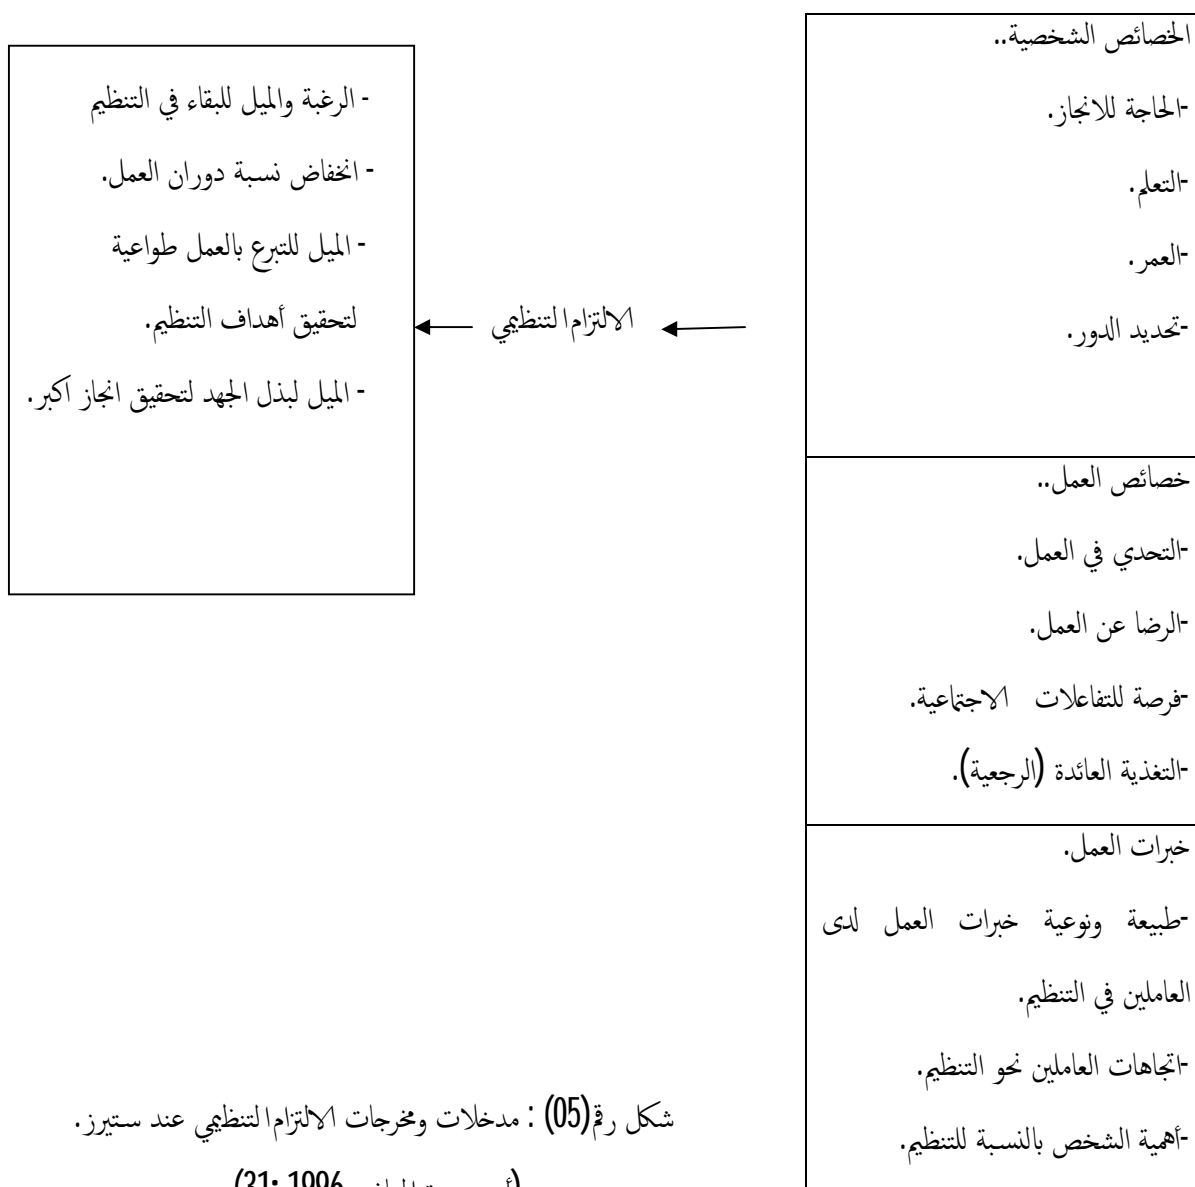 الخصائص الشخصية..
-الحاجة للانجاز.
-التعلم.
-العمر.
-تحديد الدور.
خصائص العمل..
-التحدي في العمل.
-الرضا عن العمل.
-فرصة للتفاعلات الاجتماعية.
-التغذية العائدة (الرجعية).
خبرات العمل.
-طبيعة ونوعية خبرات العمل لدى
العاملين في التنظيم.
-اتجاهات العاملين نحو التنظيم.
-أهمية الشخص بالنسبة للتنظيم.
الالتزام التنظيمي
- الرغبة والميل للبقاء في التنظيم
- انخفاض نسبة دوران العمل.
- الميل للتبرع بالعمل طواعية
لتحقيق أهداف التنظيم.
- الميل لبذل الجهد لتحقيق انجاز اكبر.
شكل رقم(05) : مدخلات ومخرجات الالتزام التنظيمي عند ستيرز.
1996 :31)